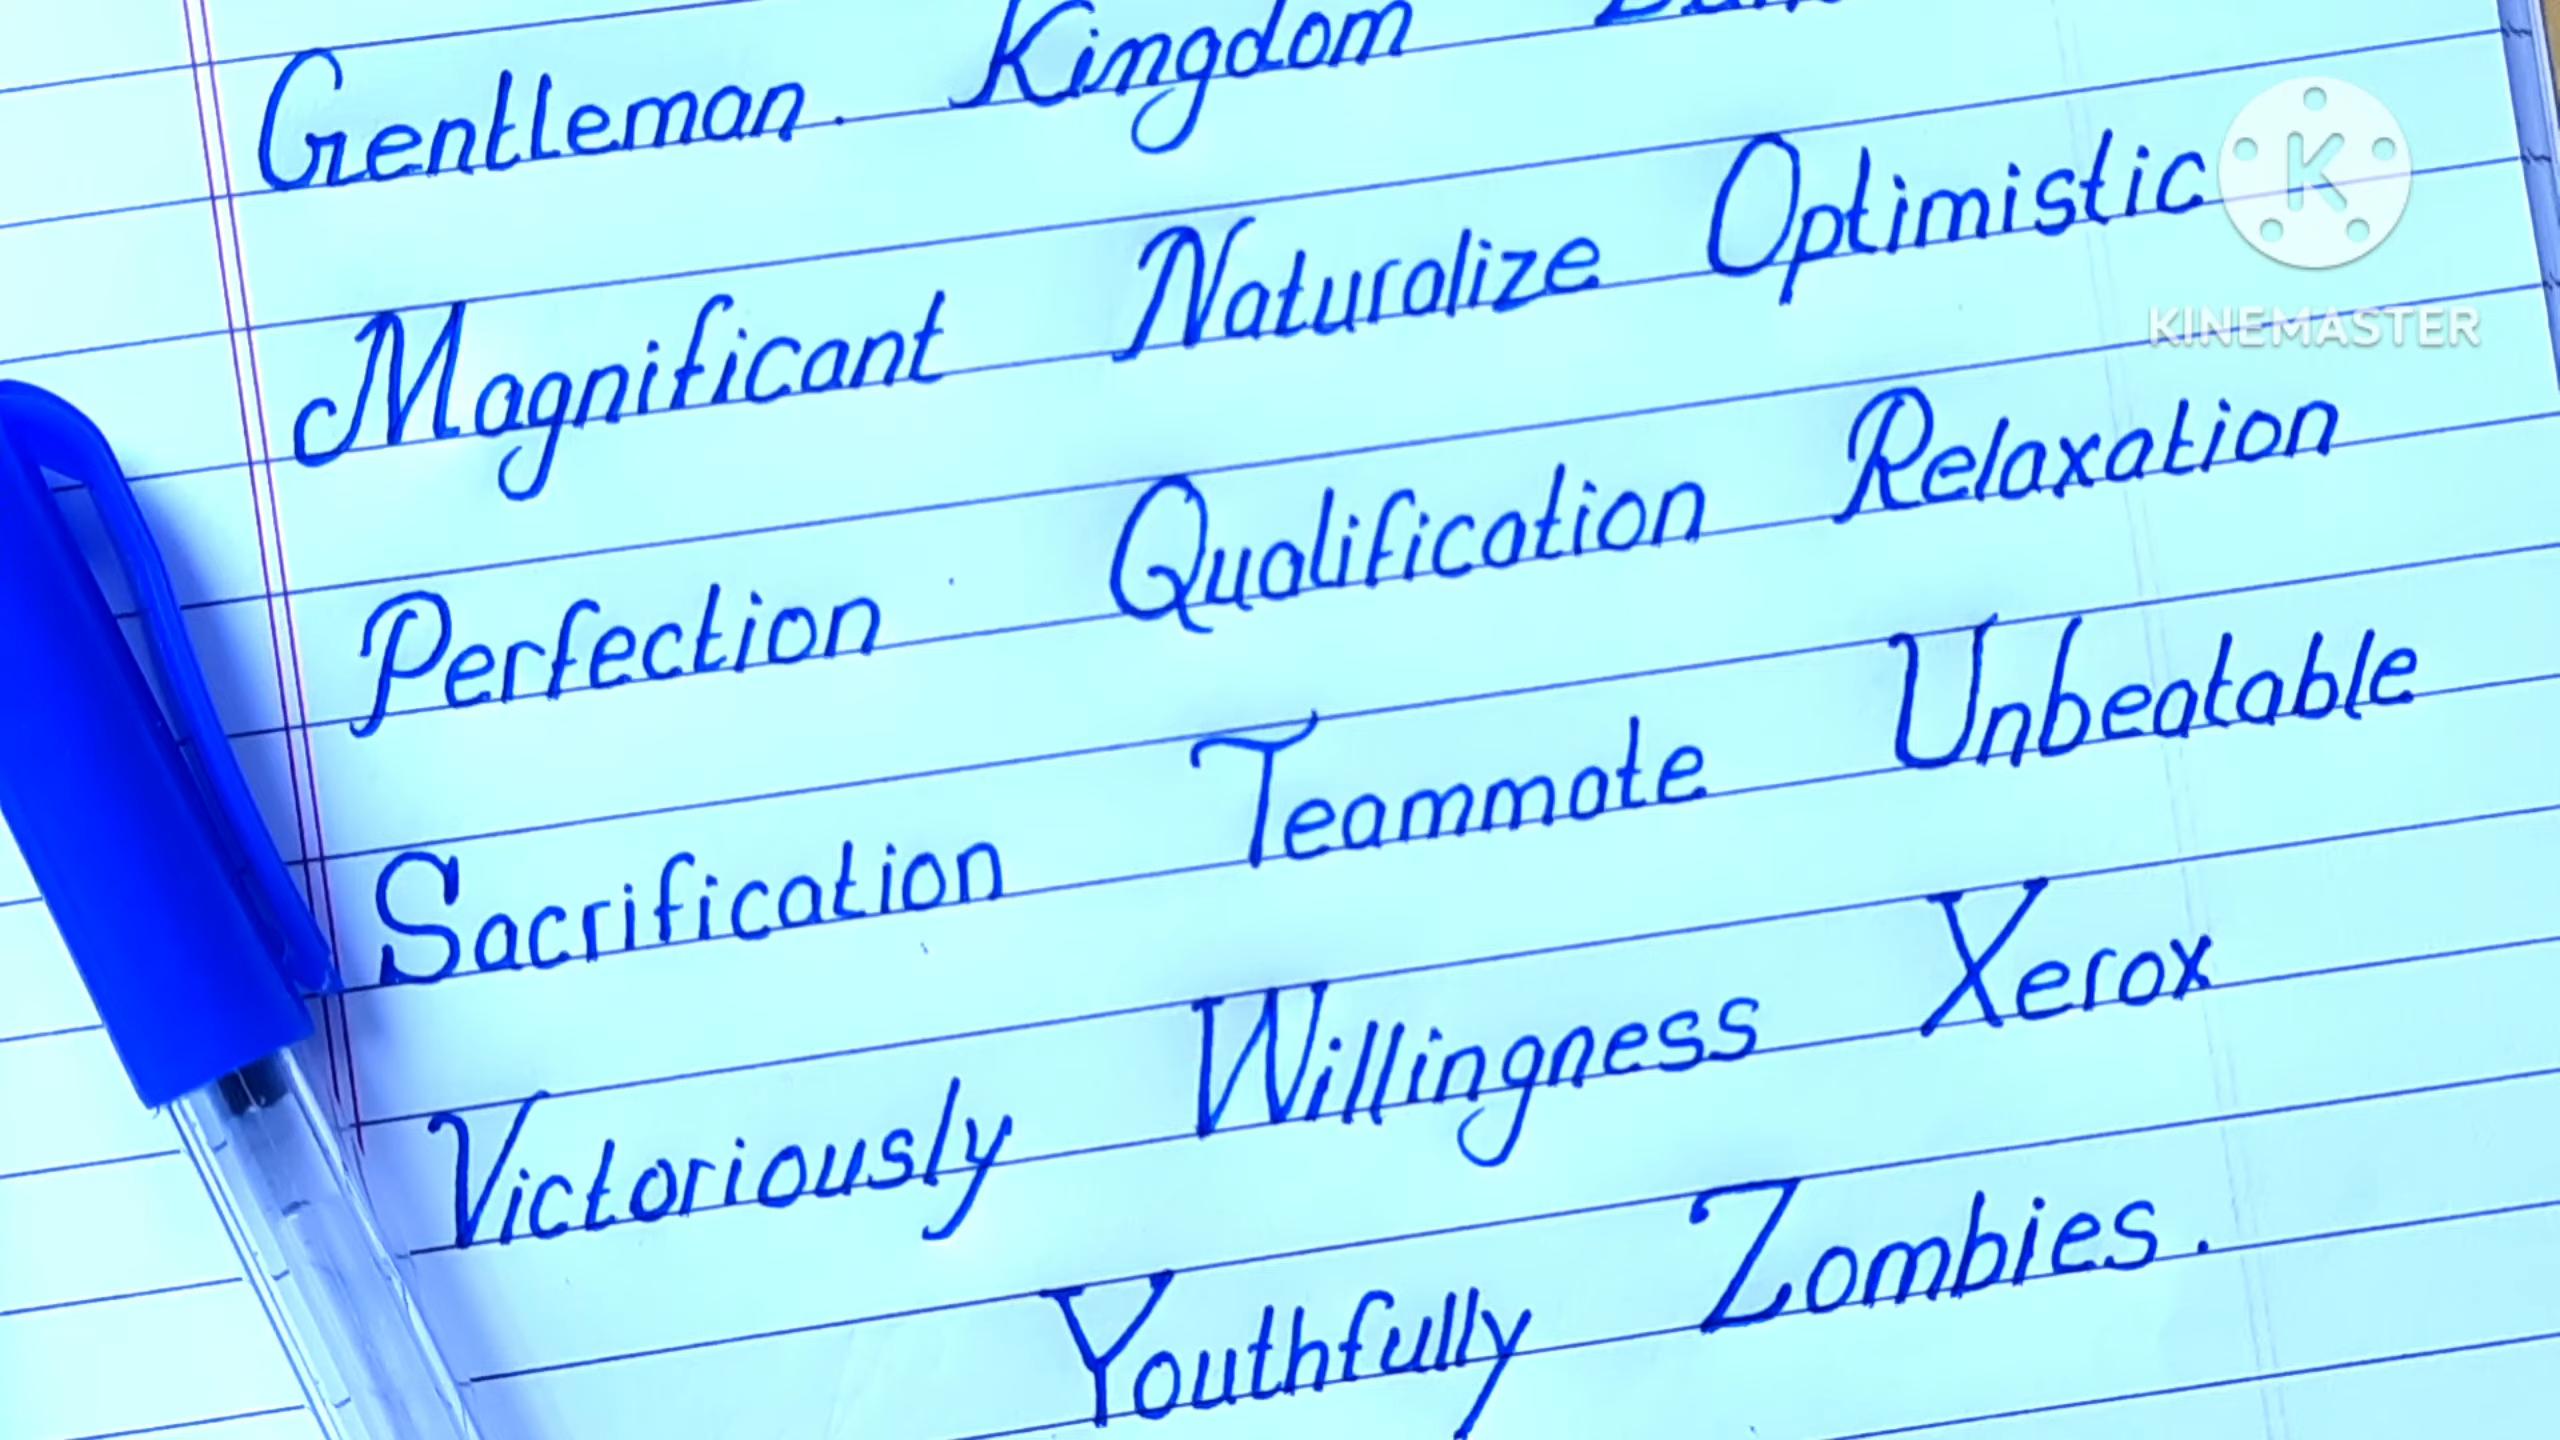 Gentleman. Kingdom
Magnificant Naturalize Optimistic
K
KINEMASTER
Perfection Qualification Relaxation
Sacrification Teammate Unbeatable
Victoriously Willingness Xerox
Youthfully Zombies.